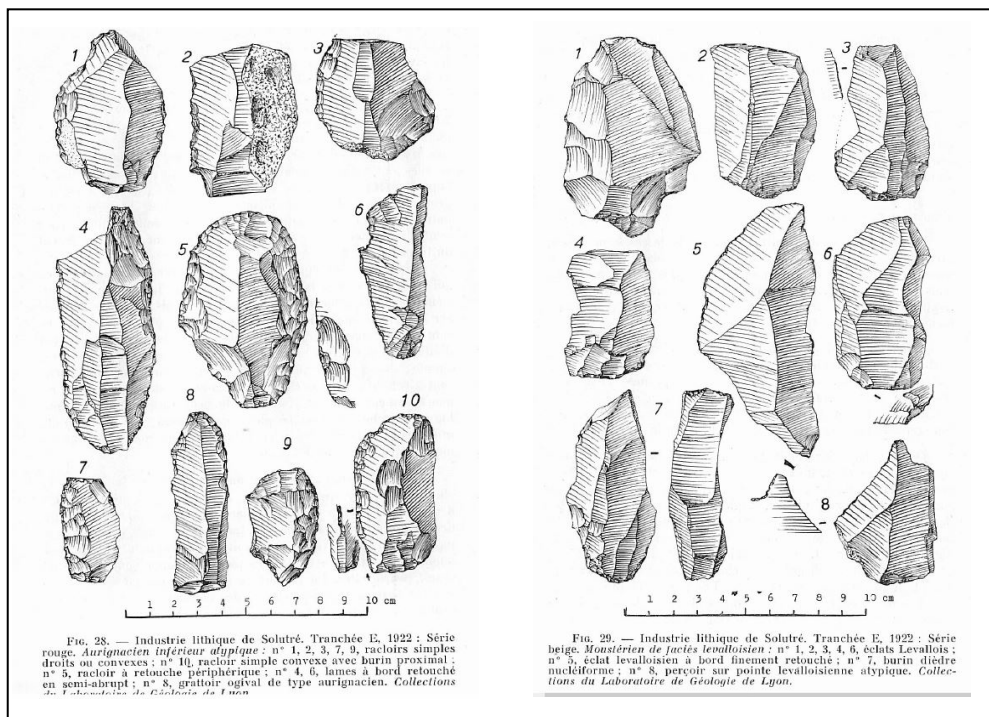 1
2
3
4
5
6
7
8
9
10
1 2 3 4 5 6 7 8 9 10 cm
FIG. 28. — Industrie lithique de Solutré. Tranchée E, 1922 : Série
rouge. Aurignacien inférieur atypique : n° 1, 2, 3, 7, 9, racloirs simples
droits ou convexes ; n° 10, racloir simple convexe avec burin proximal ;
n° 5, racloir à retouche périphérique ; n° 4, 6, lames à bord retouché
en semi-abrupt ; n° 8, grattoir ogival de type aurignacien. Collections
du Laboratoire de Géologie de Lyon.
1
2
3
4
5
6
7
8
1 2 3 4 5 6 7 8 9 10 cm
FIG. 29. — Industrie lithique de Solutré. Tranchée E, 1922 : Série
beige. Moustérien de faciès levalloisien : n° 1, 2, 3, 4, 6, éclats Levallois ;
n° 5, éclat levalloisien à bord finement retouché ; n° 7, burin dièdre
nucléiforme ; n° 8, perçoir sur pointe levalloisienne atypique. Collec-
tions du Laboratoire de Géologie de Lyon.